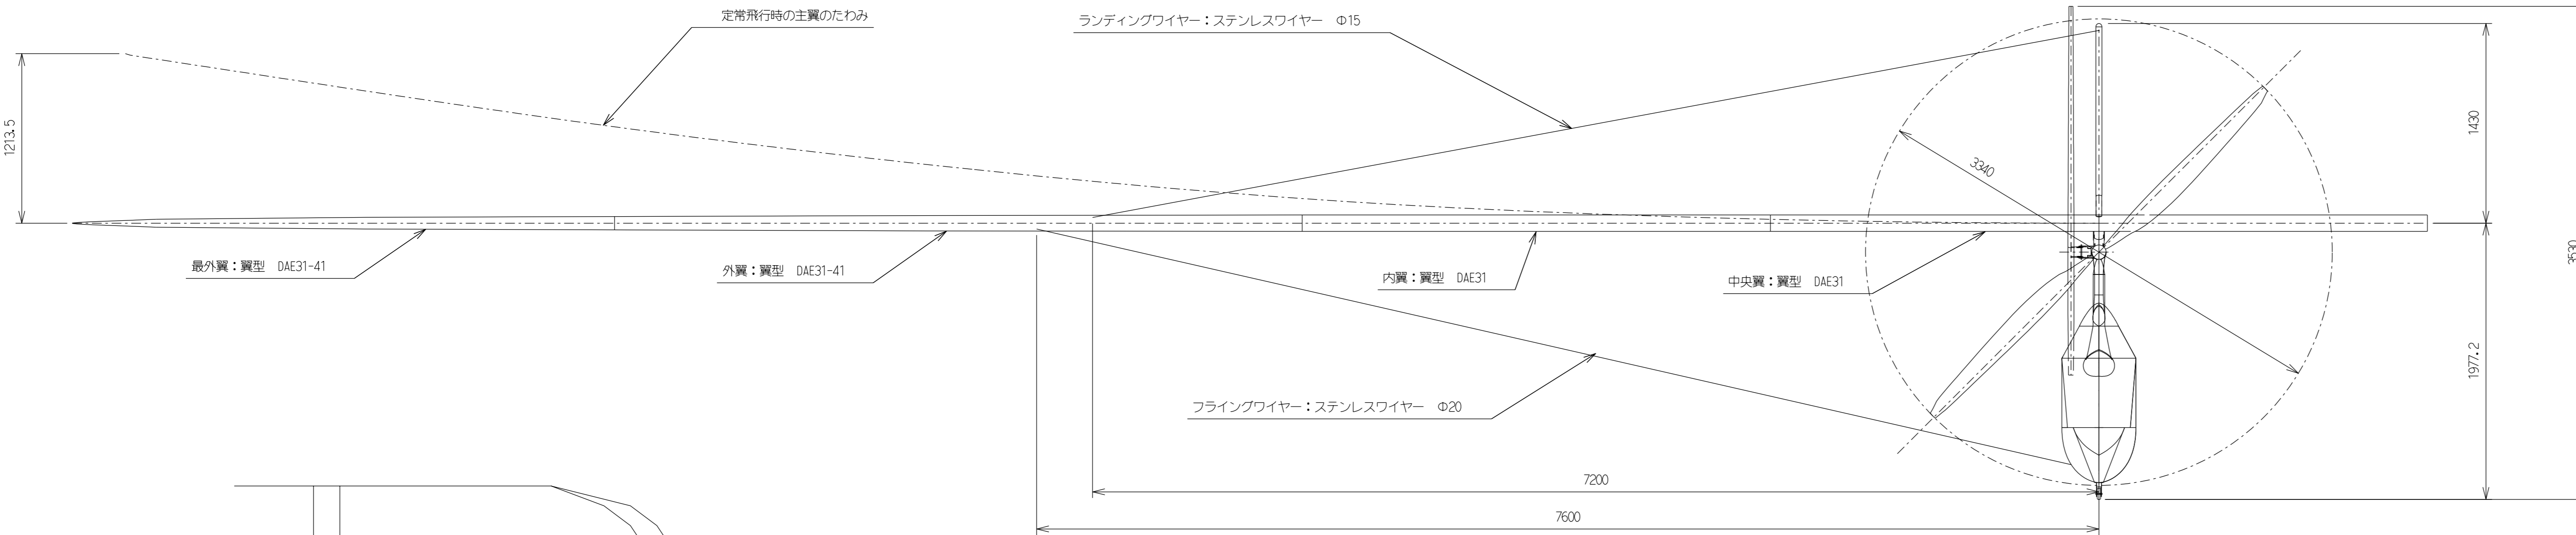 定常飛行時の主翼のたわみ
ランディングワイヤー：ステンレスワイヤー　Φ15
1213.5
3340
1430
3530
最外翼：翼型　DAE31-41
外翼：翼型　DAE31-41
内翼：翼型　DAE31
中央翼：翼型　DAE31
1977.2
フライングワイヤー：ステンレスワイヤー　Φ20
7200
7600